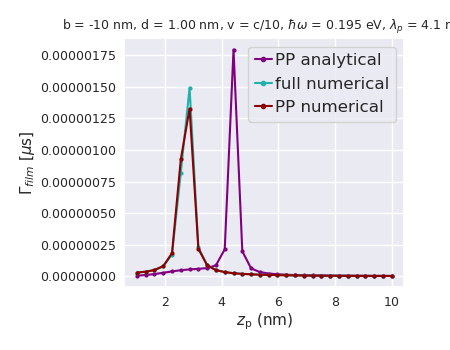 b = -10 nm, d = 1.00 nm, v = c/10, ħω = 0.195 eV, λₚ = 4.1 r
0.00000175
0.00000150
0.00000125
0.00000100
0.00000075
0.00000050
0.00000025
0.00000000
Γ_film [μs]
PP analytical
full numerical
PP numerical
2 4 6 8 10
zₚ (nm)